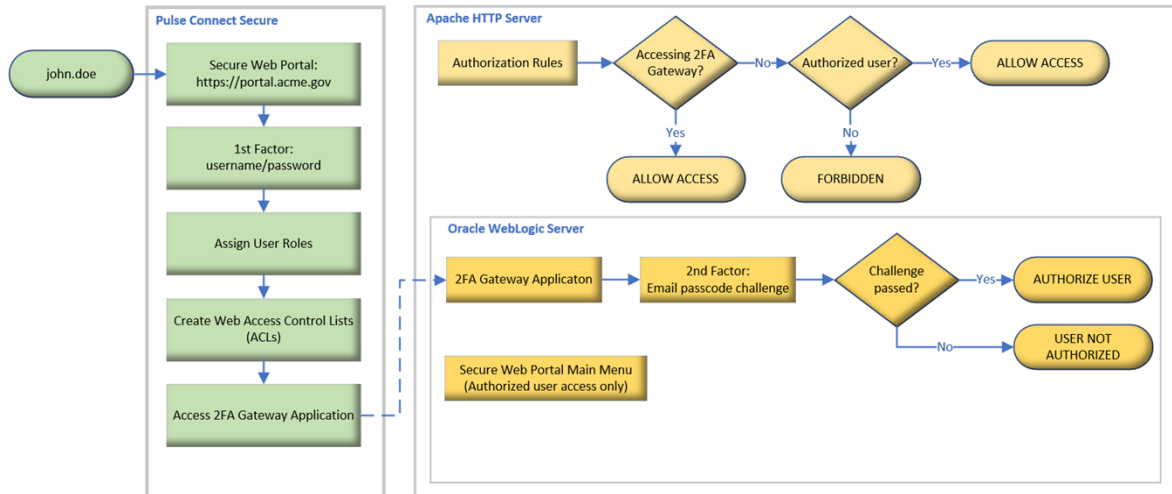 Pulse Connect Secure
john.doe
Secure Web Portal:
https://portal.acme.gov
1st Factor:
username/password
Assign User Roles
Create Web Access Control Lists
(ACLs)
Access 2FA Gateway Application
Apache HTTP Server
Authorization Rules
Accessing 2FA
Gateway?
No
Authorized user?
Yes
ALLOW ACCESS
Yes
ALLOW ACCESS
No
FORBIDDEN
Oracle WebLogic Server
2FA Gateway Applicaton
2nd Factor:
Email passcode challenge
Challenge
passed?
Yes
AUTHORIZE USER
No
USER NOT
AUTHORIZED
Secure Web Portal Main Menu
(Authorized user access only)